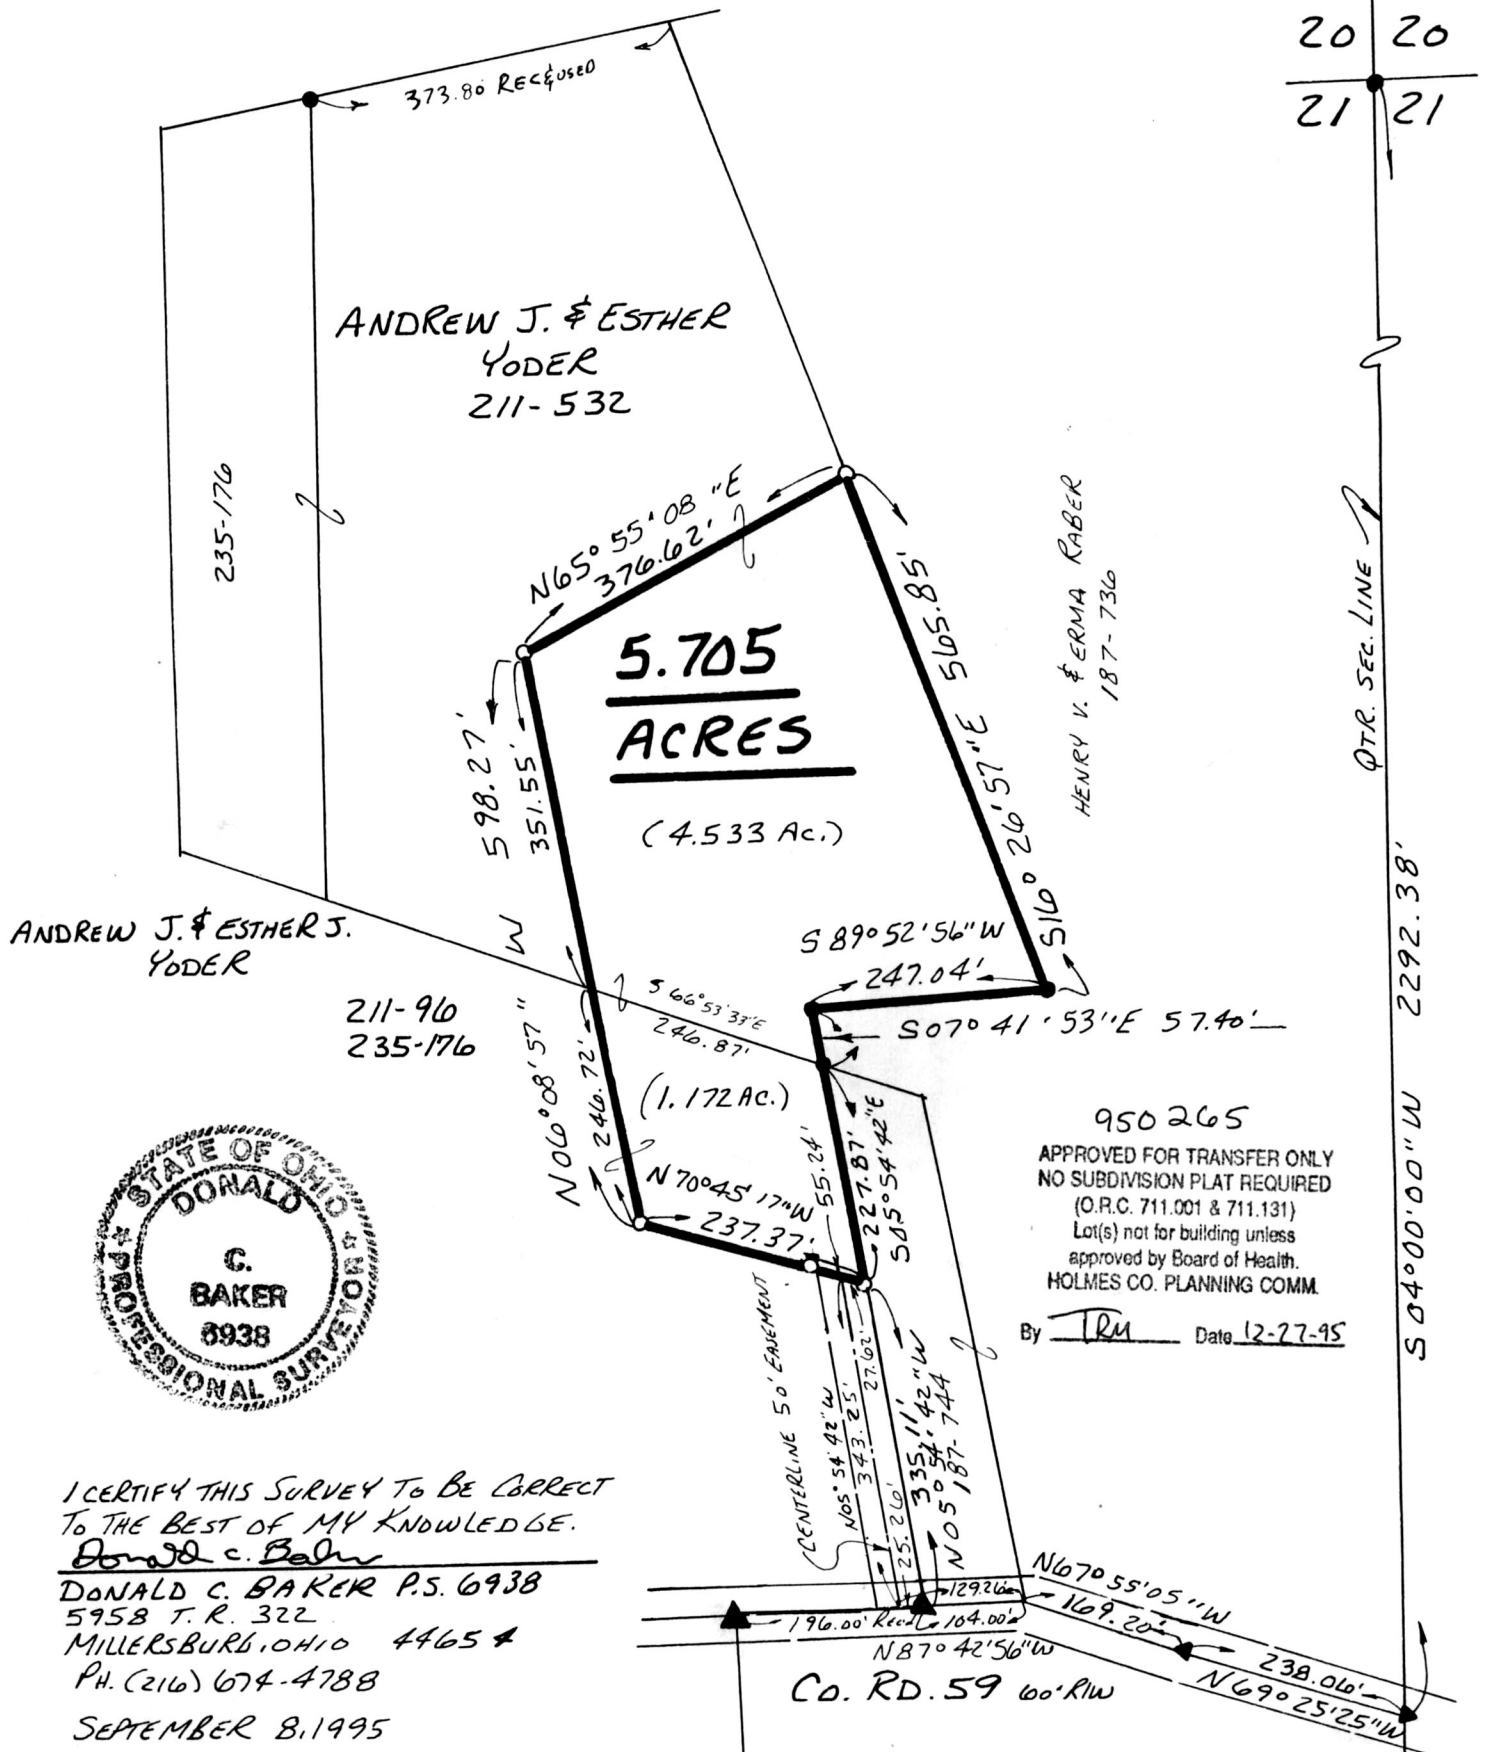 20 20
21 21
373.80 REC & USED
ANDREW J. & ESTHER
YODER
211-532
235-176
N65° 55' 08 "E
376.62'
565.85'
S16° 26' 57" E
HENRY V. & ERMA RABER
187-736
QTR. SEC. LINE
5.705
ACRES
(4.533 AC.)
598.27'
351.55'
N06° 08' 57" W
246.72'
ANDREW J. & ESTHER J.
YODER
211-96
235-176
S 89° 52' 56" W
247.04'
S07° 41' 53" E 57.40'
S 66° 53' 33" E
246.87'
(1.172 AC.)
N 70° 45' 17" W
237.37'
55.24'
227.87'
S05° 54' 42" E
S 04° 00' 00" W 2292.38'
950265
APPROVED FOR TRANSFER ONLY
NO SUBDIVISION PLAT REQUIRED
(O.R.C. 711.001 & 711.131)
Lot(s) not for building unless
approved by Board of Health.
HOLMES CO. PLANNING COMM.
By TRM Date 12-27-95
STATE OF OHIO
DONALD
C.
BAKER
6938
PROFESSIONAL SURVEYOR
CENTERLINE 50' EASEMENT
N05° 54' 42" W
343.25'
27.62'
25.26'
335.11'
N05° 54' 42" W
187-744
I CERTIFY THIS SURVEY TO BE CORRECT
TO THE BEST OF MY KNOWLEDGE.
Donald C. Baker
DONALD C. BAKER P.S. 6938
5958 T.R. 322
MILLERSBURG, OHIO 44654
PH. (216) 674-4788
SEPTEMBER 8, 1995
129.26'
196.00' Rec.
104.00'
N87° 42' 56" W
CO. RD. 59 60' R/W
N67° 55' 05" W
169.20'
238.06'
N69° 25' 25" W